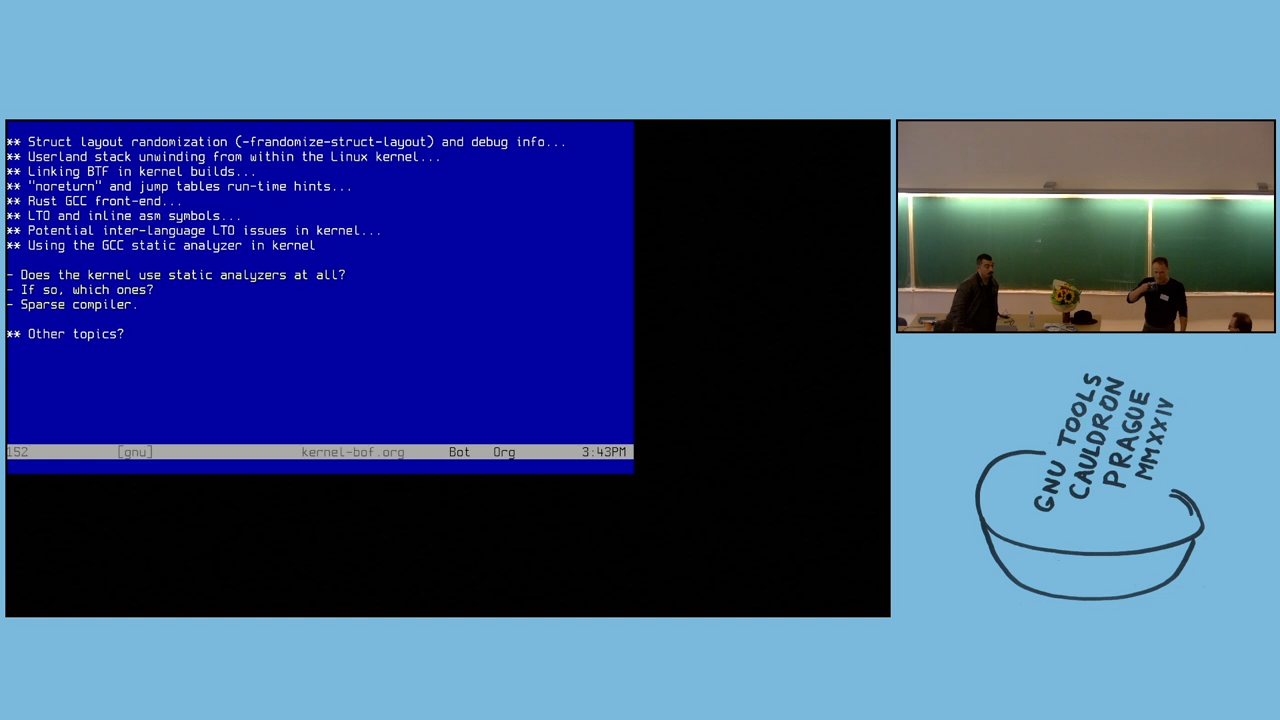 ** Struct layout randomization (-frandomize-struct-layout) and debug info...
** Userland stack unwinding from within the Linux kernel...
** Linking BTF in kernel builds...
** "noreturn" and jump tables run-time hints...
** Rust GCC front-end...
** LTO and inline asm symbols...
** Potential inter-language LTO issues in kernel...
** Using the GCC static analyzer in kernel
- Does the kernel use static analyzers at all?
- If so, which ones?
- Sparse compiler.
** Other topics?
152 [gnu] kernel-bof.org Bot Org 3:43PM
GNU TOOLS
CAULDRON
PRAGUE
MMXXIV